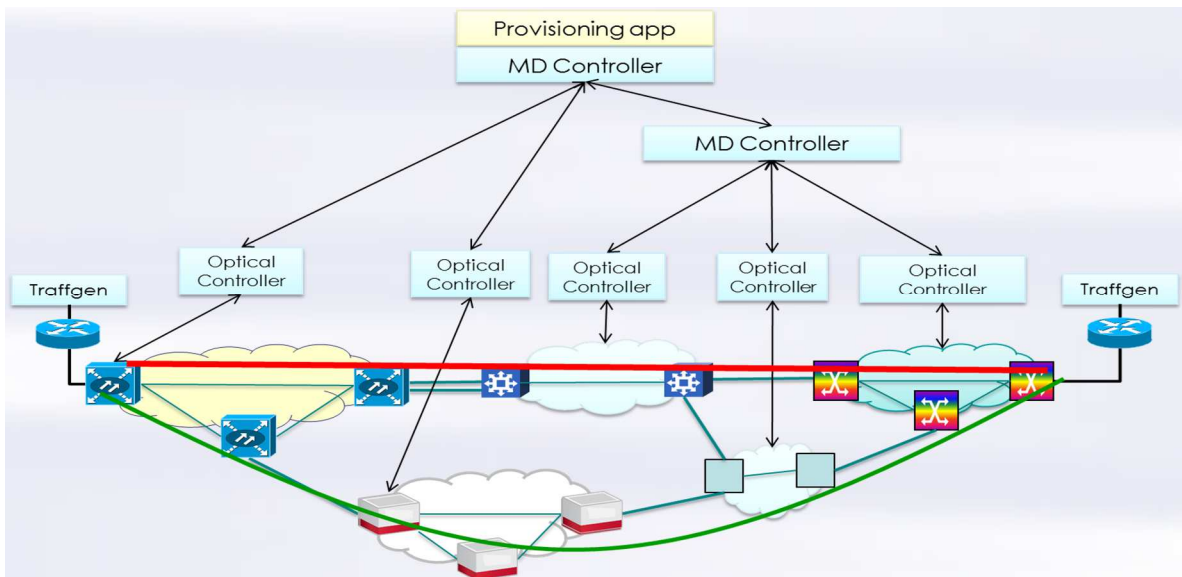 Provisioning app
MD Controller
MD Controller
Optical
Controller
Optical
Controller
Optical
Controller
Optical
Controller
Optical
Controller
Traffgen
Traffgen